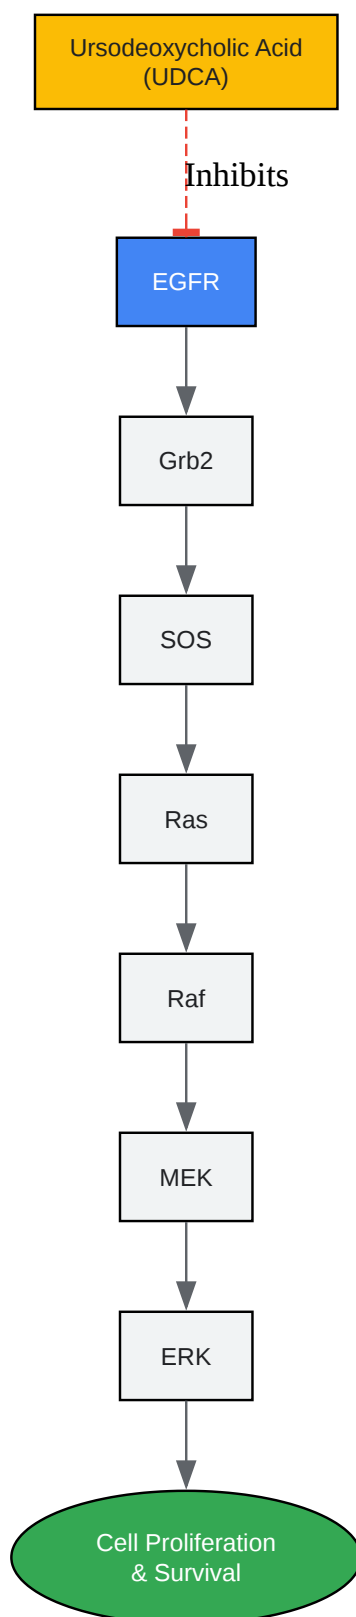 Ursodeoxycholic Acid
(UDCA)
Inhibits
EGFR
Grb2
SOS
Ras
Raf
MEK
ERK
Cell Proliferation
& Survival